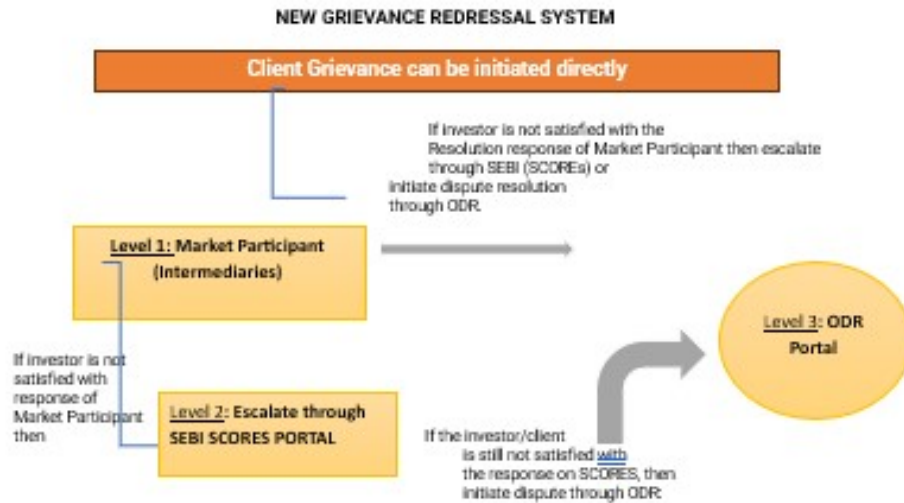 NEW GRIEVANCE REDRESSAL SYSTEM
Client Grievance can be initiated directly
If investor is not satisfied with the
Resolution response of Market Participant then escalate
through SEBI (SCOREs) or
initiate dispute resolution
through ODR.
Level 1: Market Participant
(Intermediaries)
Level 3: ODR
Portal
If investor is not
satisfied with
response of
Market Participant
then
Level 2: Escalate through
SEBI SCORES PORTAL
If the investor/client
is still not satisfied with
the response on SCORES, then
initiate dispute through ODR: